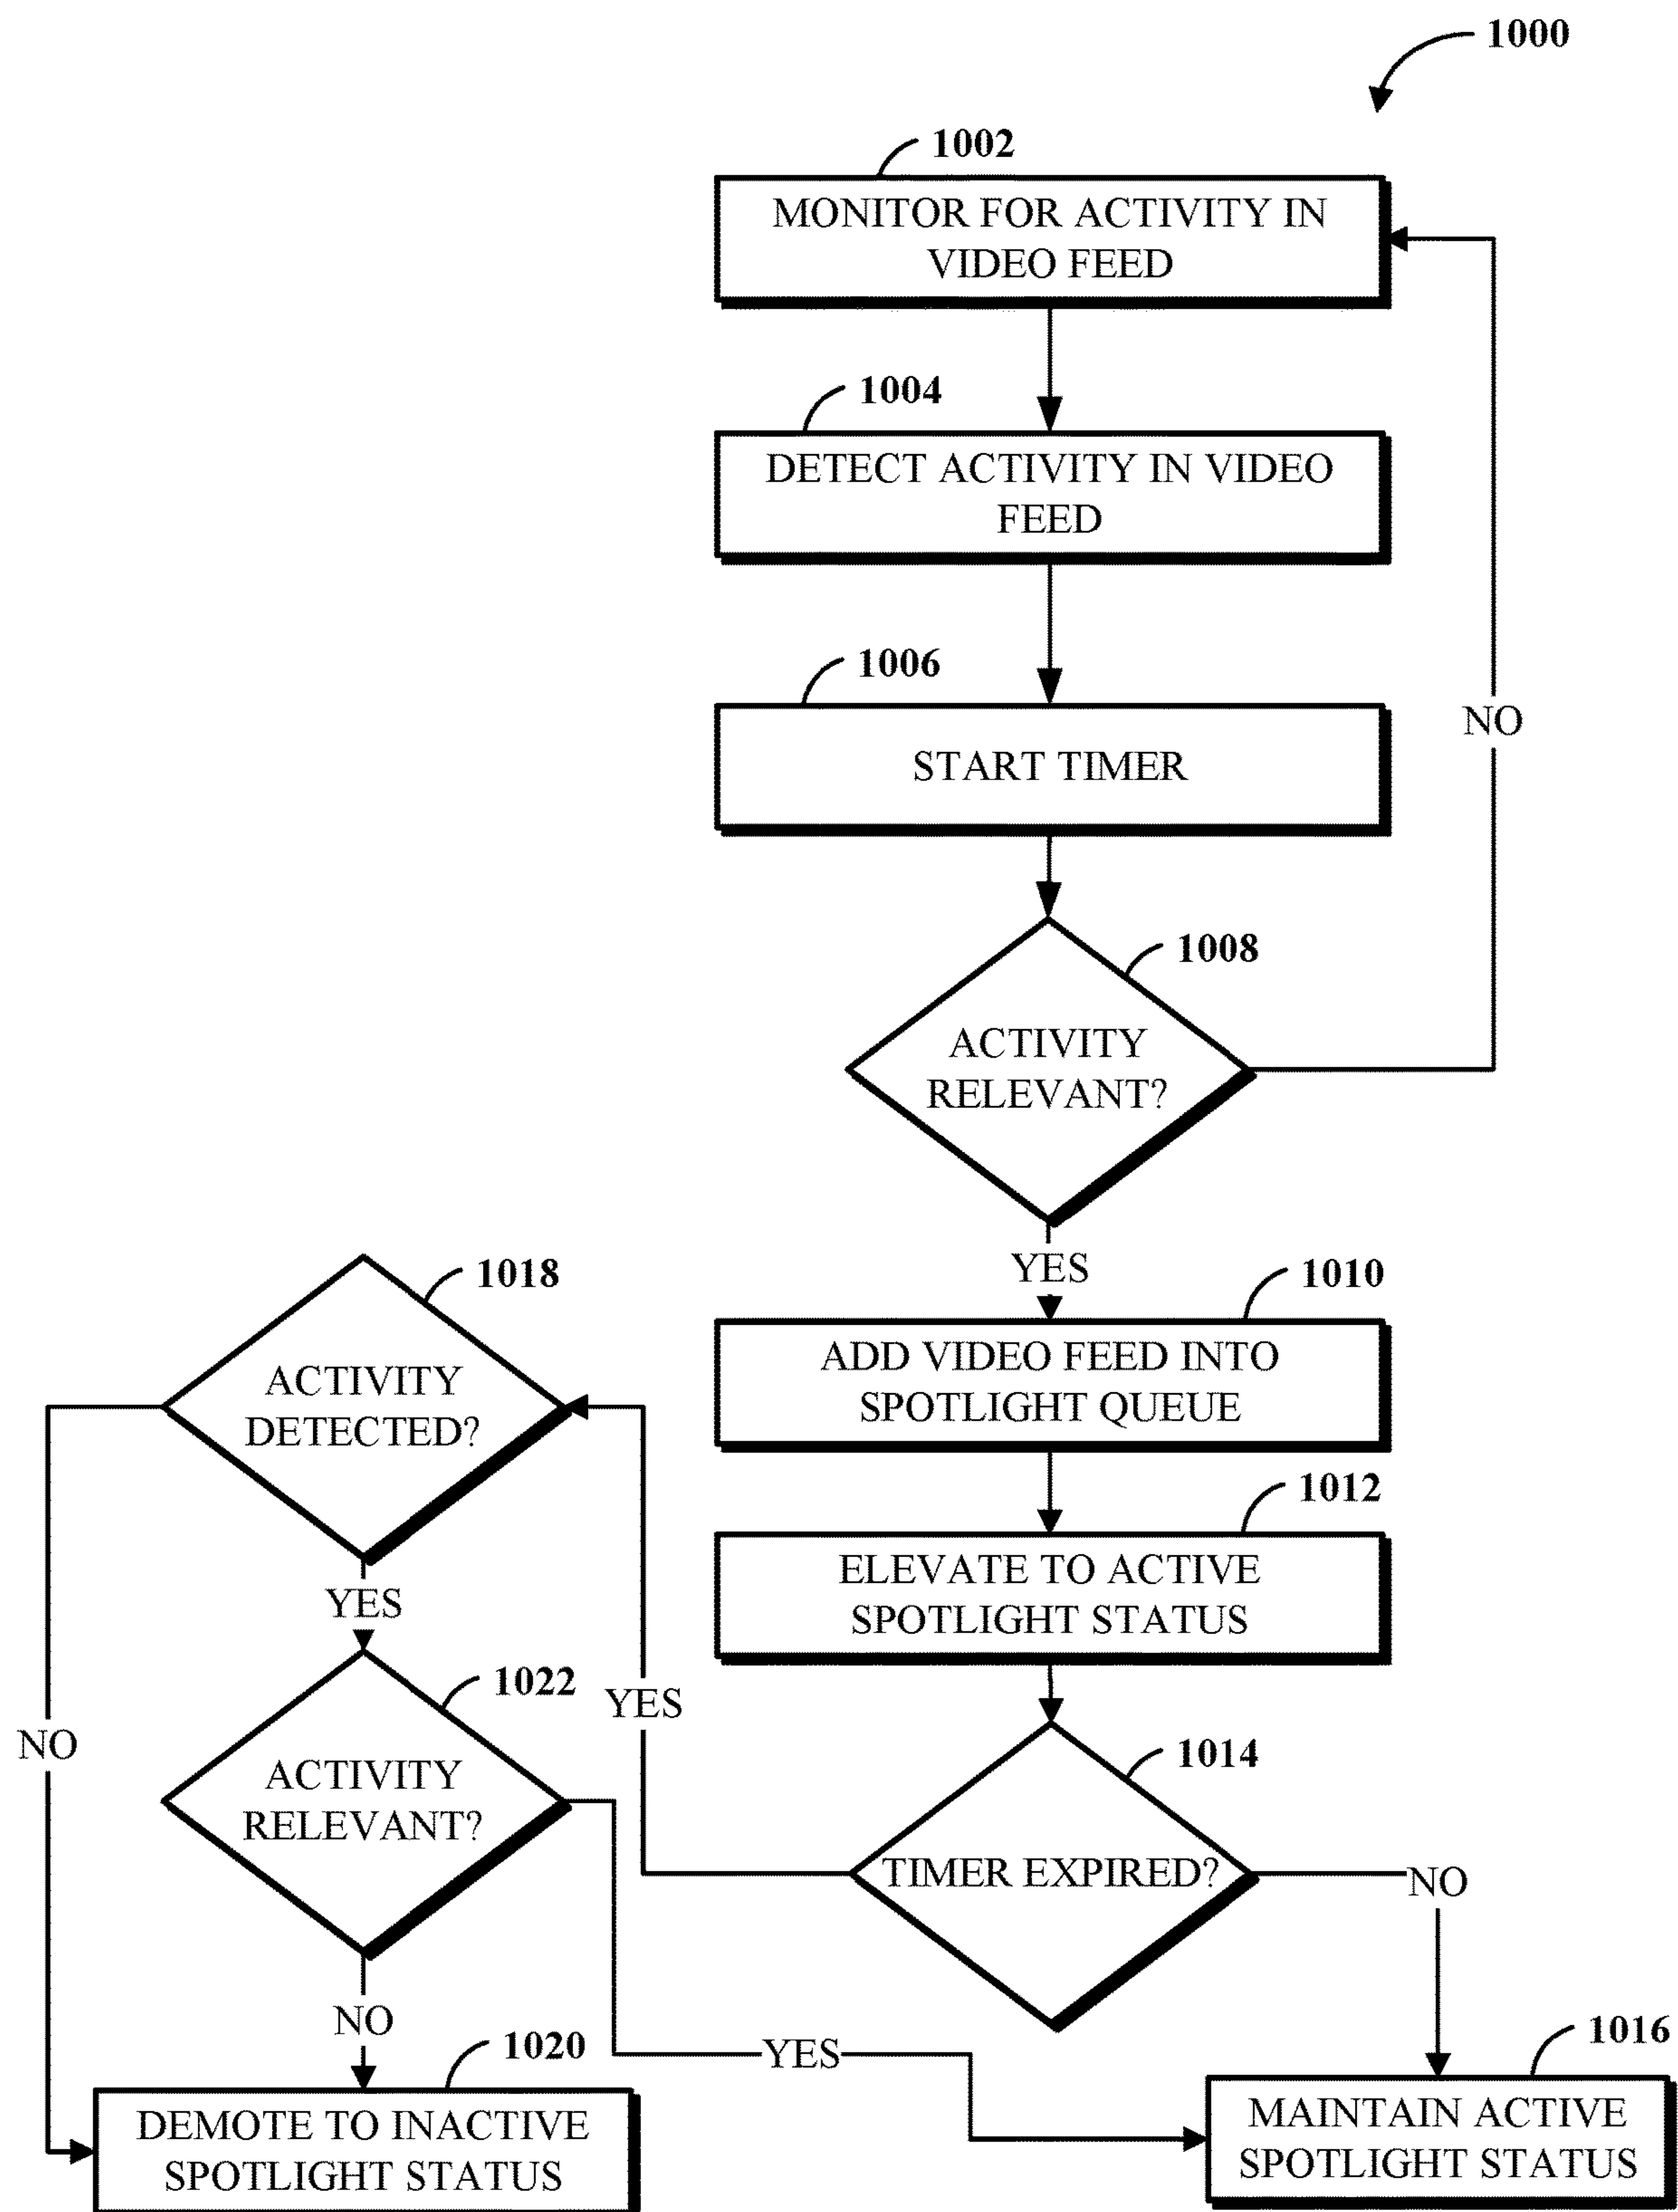 1000
1002
MONITOR FOR ACTIVITY IN
VIDEO FEED
1004
DETECT ACTIVITY IN VIDEO
FEED
1006
START TIMER
NO
1008
ACTIVITY
RELEVANT?
YES
1010
ADD VIDEO FEED INTO
SPOTLIGHT QUEUE
1012
ELEVATE TO ACTIVE
SPOTLIGHT STATUS
1014
TIMER EXPIRED?
NO
1016
MAINTAIN ACTIVE
SPOTLIGHT STATUS
YES
1018
ACTIVITY
DETECTED?
YES
NO
1022
ACTIVITY
RELEVANT?
YES
NO
1020
DEMOTE TO INACTIVE
SPOTLIGHT STATUS